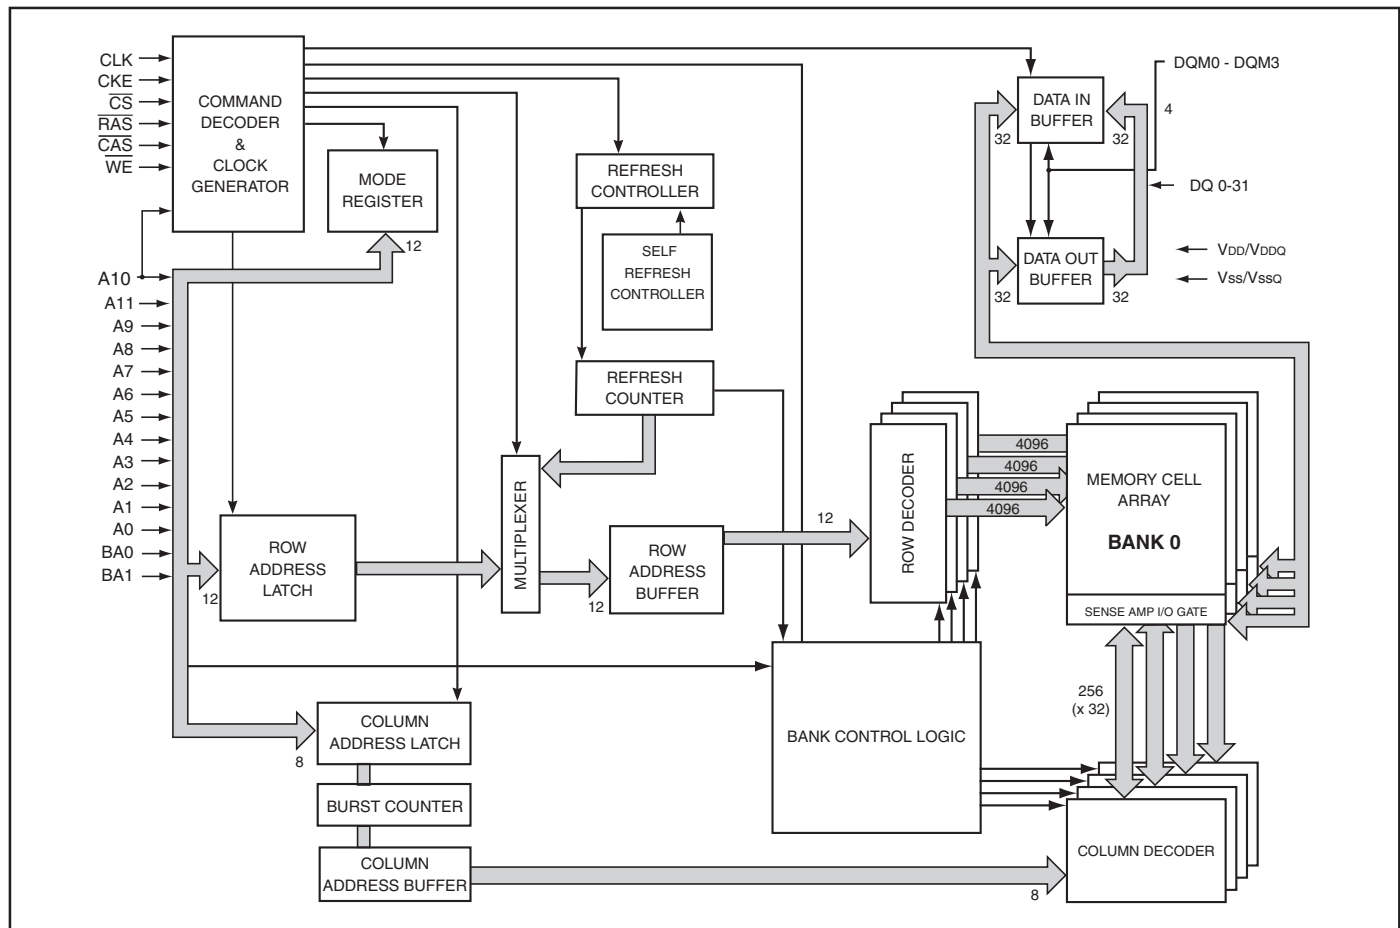 CLK
CKE
CS
RAS
CAS
WE
A10
A11
A9
A8
A7
A6
A5
A4
A3
A2
A1
A0
BA0
BA1
COMMAND
DECODER
&
CLOCK
GENERATOR
MODE
REGISTER
12
REFRESH
CONTROLLER
SELF
REFRESH
CONTROLLER
REFRESH
COUNTER
DATA IN
BUFFER
32
32
DQM0 - DQM3
4
DQ 0-31
DATA OUT
BUFFER
32
32
VDD/VDDQ
Vss/VssQ
ROW
ADDRESS
LATCH
12
MULTIPLEXER
12
ROW
ADDRESS
BUFFER
12
ROW DECODER
4096
4096
4096
4096
MEMORY CELL
ARRAY
BANK 0
SENSE AMP I/O GATE
256
(x 32)
BANK CONTROL LOGIC
COLUMN
ADDRESS LATCH
8
BURST COUNTER
COLUMN
ADDRESS BUFFER
8
COLUMN DECODER